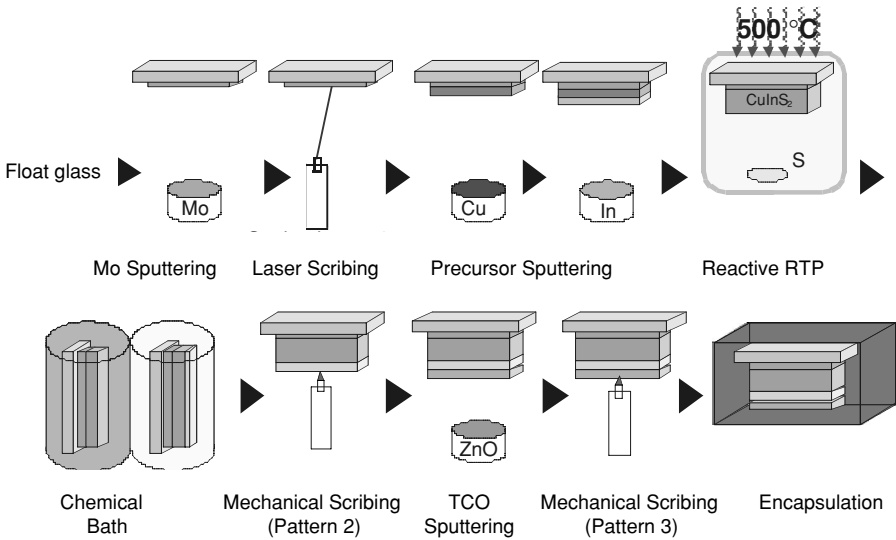 500 °C
CuInS₂
S
Float glass
Mo
Cu
In
Mo Sputtering
Laser Scribing
Precursor Sputtering
Reactive RTP
ZnO
Chemical
Bath
Mechanical Scribing
(Pattern 2)
TCO
Sputtering
Mechanical Scribing
(Pattern 3)
Encapsulation